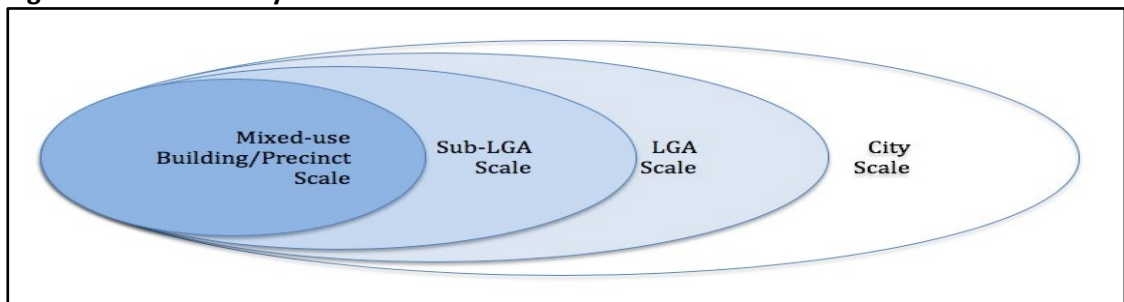 Mixed-use
Building/Precinct
Scale
Sub-LGA
Scale
LGA
Scale
City
Scale